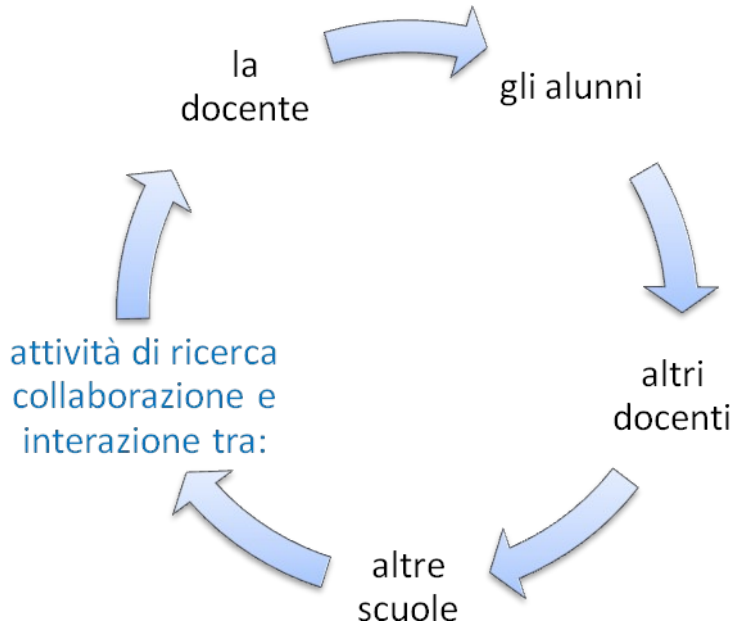 la
docente
gli alunni
altri
docenti
altre
scuole
attività di ricerca
collaborazione e
interazione tra: